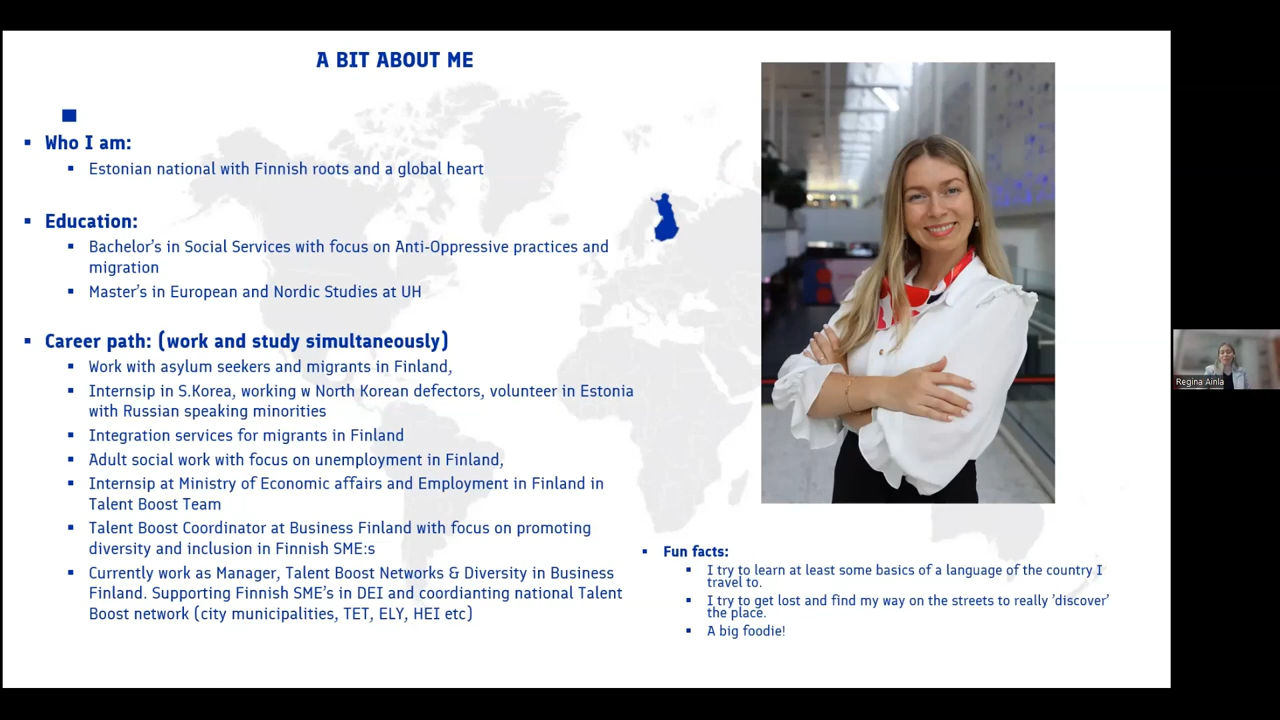 A BIT ABOUT ME
Who I am:
Estonian national with Finnish roots and a global heart
Education:
Bachelor's in Social Services with focus on Anti-Oppressive practices and
migration
Master's in European and Nordic Studies at UH
Career path: (work and study simultaneously)
Work with asylum seekers and migrants in Finland,
Internsip in S.Korea, working w North Korean defectors, volunteer in Estonia
with Russian speaking minorities
Integration services for migrants in Finland
Adult social work with focus on unemployment in Finland,
Internsip at Ministry of Economic affairs and Employment in Finland in
Talent Boost Team
Talent Boost Coordinator at Business Finland with focus on promoting
diversity and inclusion in Finnish SME:s
Currently work as Manager, Talent Boost Networks & Diversity in Business
Finland. Supporting Finnish SME's in DEI and coordianting national Talent
Boost network (city municipalities, TET, ELY, HEI etc)
Fun facts:
I try to learn at least some basics of a language of the country I
travel to.
I try to get lost and find my way on the streets to really 'discover'
the place.
A big foodie!
Regina Ainla